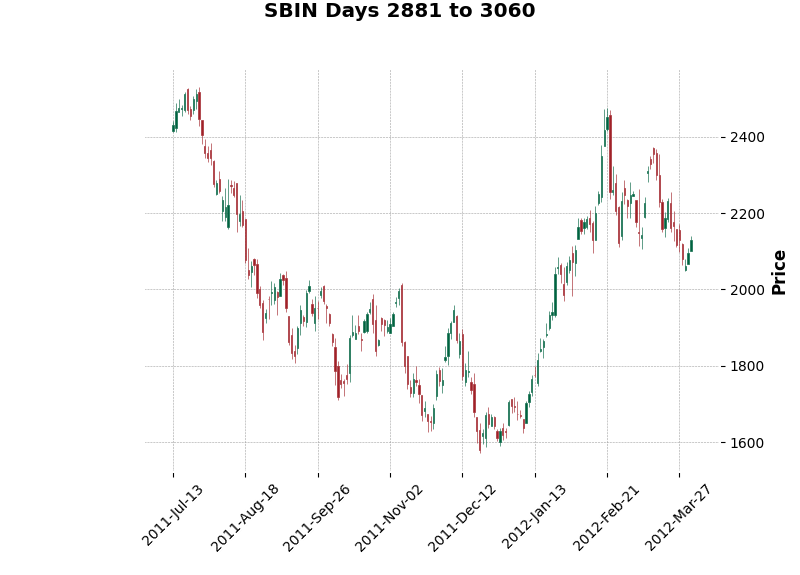 SBIN Days 2881 to 3060
2400
2200
2000
1800
1600
Price
2011-Jul-13
2011-Aug-18
2011-Sep-26
2011-Nov-02
2011-Dec-12
2012-Jan-13
2012-Feb-21
2012-Mar-27